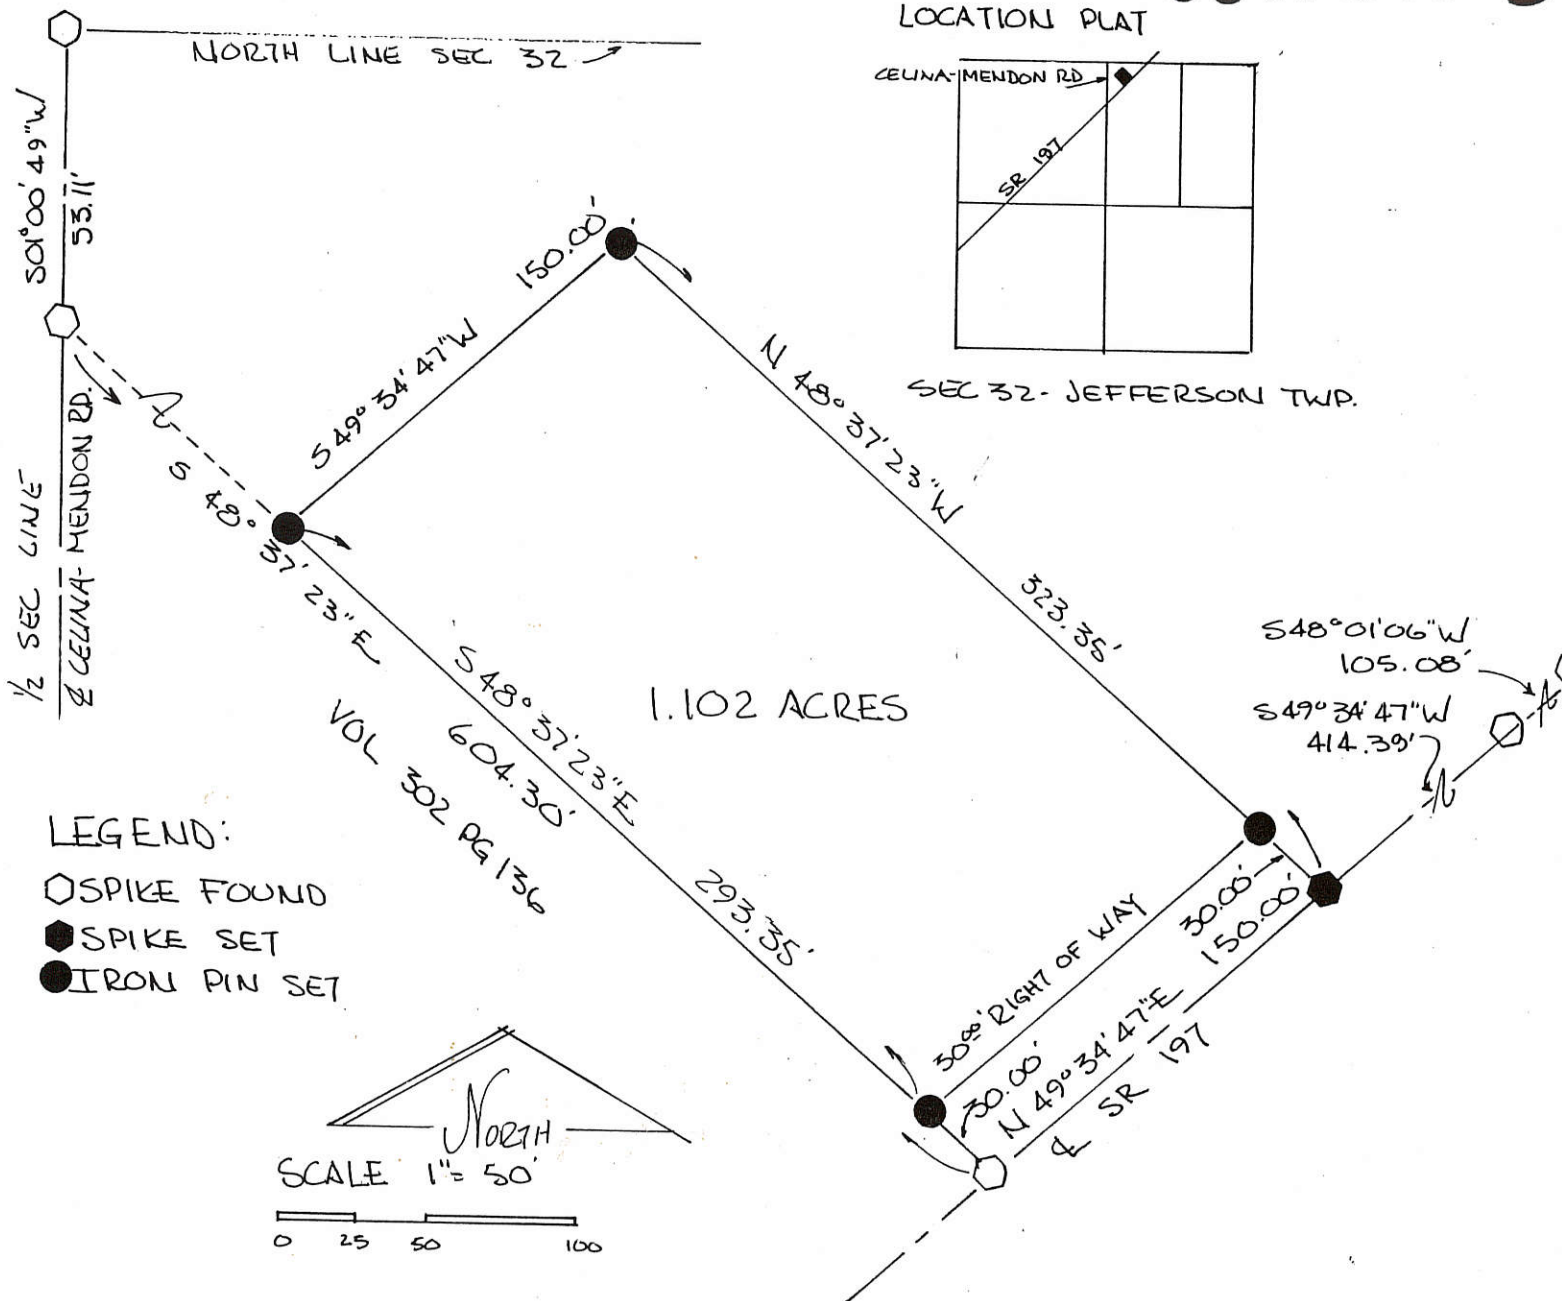 LOCATION PLAT
NORTH LINE SEC 32
CELINA-MENDON RD
SR 197
SEC 32 - JEFFERSON TWP.
S01°00'49"W
53.11'
150.00'
S 49° 34' 47"W
N 48° 37' 23"W
323.35'
1/2 SEC LINE
℄ CELINA-MENDON RD.
S 48° 37' 23" E
S 48° 37' 23" E
604.30'
293.35'
VOL 302 PG 136
1.102 ACRES
S48°01'06"W
105.08'
S49°34'47"W
414.39'
30.00' RIGHT OF WAY
30.00'
150.00'
30.00'
N 49° 34' 47"E
℄ SR 197
LEGEND:
SPIKE FOUND
SPIKE SET
IRON PIN SET
NORTH
SCALE 1"= 50'
0 25 50 100